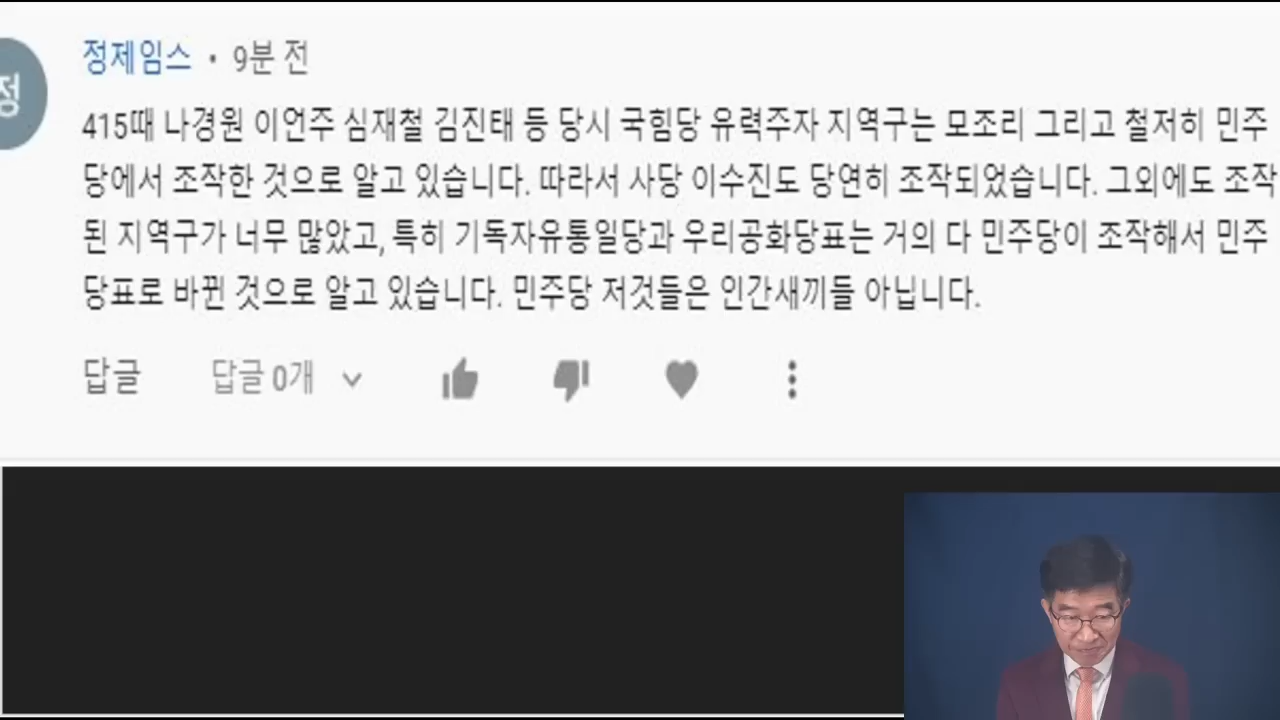 정
정제임스 · 9분 전
415때 나경원 이언주 심재철 김진태 등 당시 국힘당 유력주자 지역구는 모조리 그리고 철저히 민주
당에서 조작한 것으로 알고 있습니다. 따라서 사당 이수진도 당연히 조작되었습니다. 그외에도 조작
된 지역구가 너무 많았고, 특히 기독자유통일당과 우리공화당표는 거의 다 민주당이 조작해서 민주
당표로 바뀐 것으로 알고 있습니다. 민주당 저것들은 인간새끼들 아닙니다.
답글 답글 0개